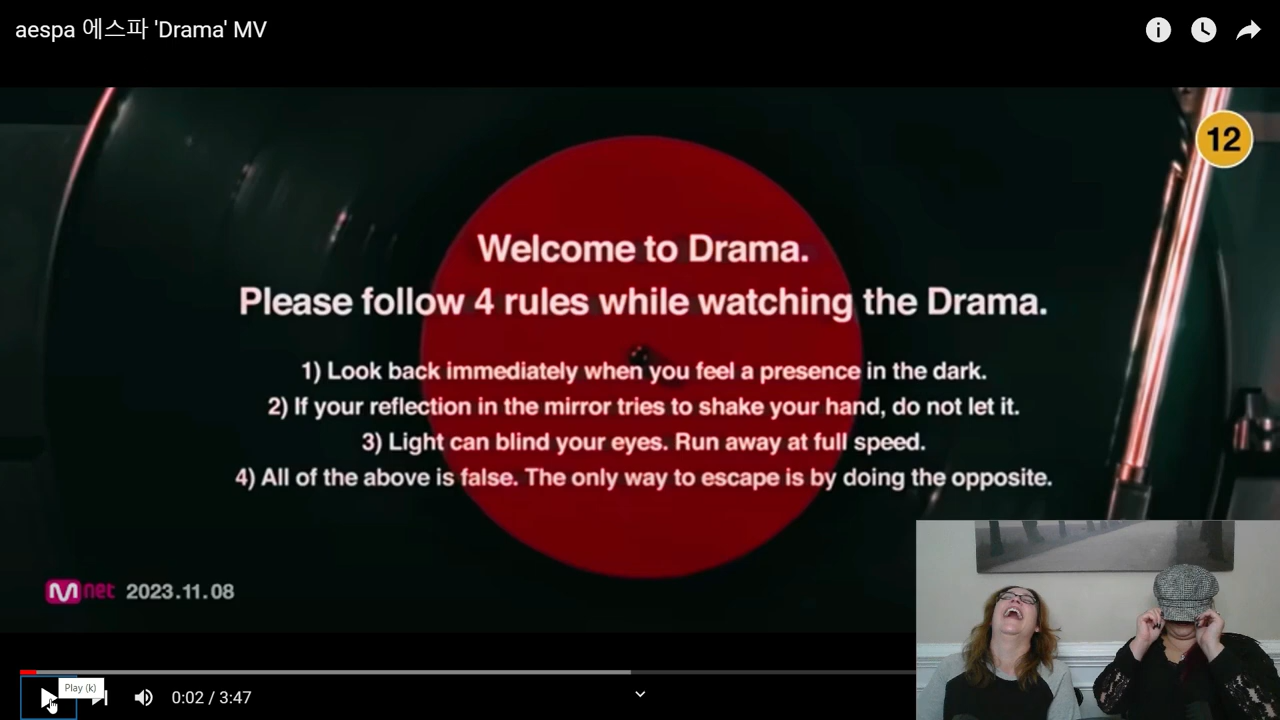 aespa 에스파 'Drama' MV
12
Welcome to Drama.
Please follow 4 rules while watching the Drama.
1) Look back immediately when you feel a presence in the dark.
2) If your reflection in the mirror tries to shake your hand, do not let it.
3) Light can blind your eyes. Run away at full speed.
4) All of the above is false. The only way to escape is by doing the opposite.
Mnet 2023.11.08
Play (k)
0:02 / 3:47